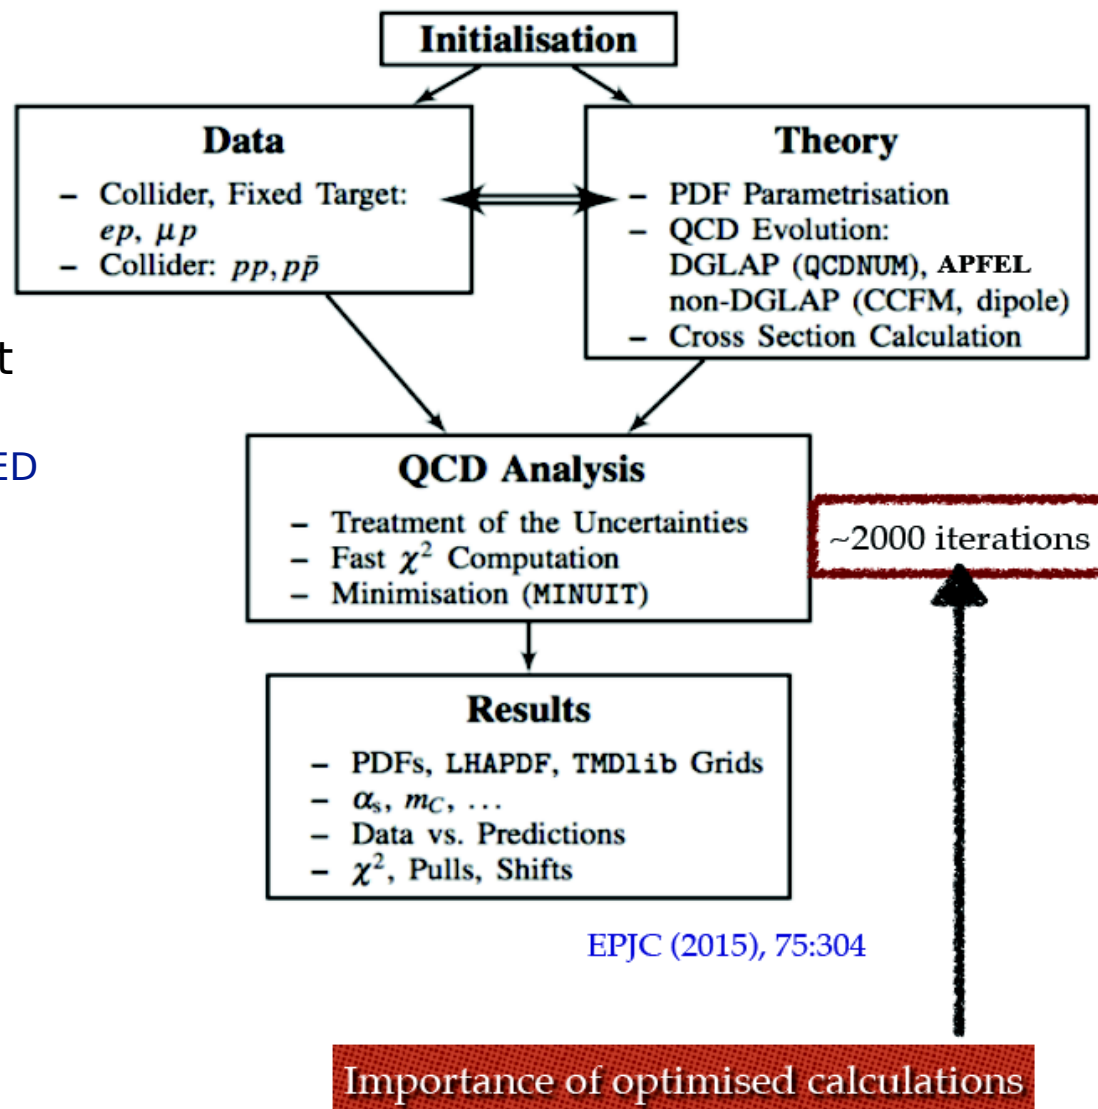 Initialisation
Data
– Collider, Fixed Target:
ep, μp
– Collider: pp, pp̄
Theory
– PDF Parametrisation
– QCD Evolution:
DGLAP (QCDNUM), APFEL
non-DGLAP (CCFM, dipole)
– Cross Section Calculation
t
ED
QCD Analysis
– Treatment of the Uncertainties
– Fast χ² Computation
– Minimisation (MINUIT)
~2000 iterations
Results
– PDFs, LHAPDF, TMDlib Grids
– αs, mC, ...
– Data vs. Predictions
– χ², Pulls, Shifts
EPJC (2015), 75:304
Importance of optimised calculations